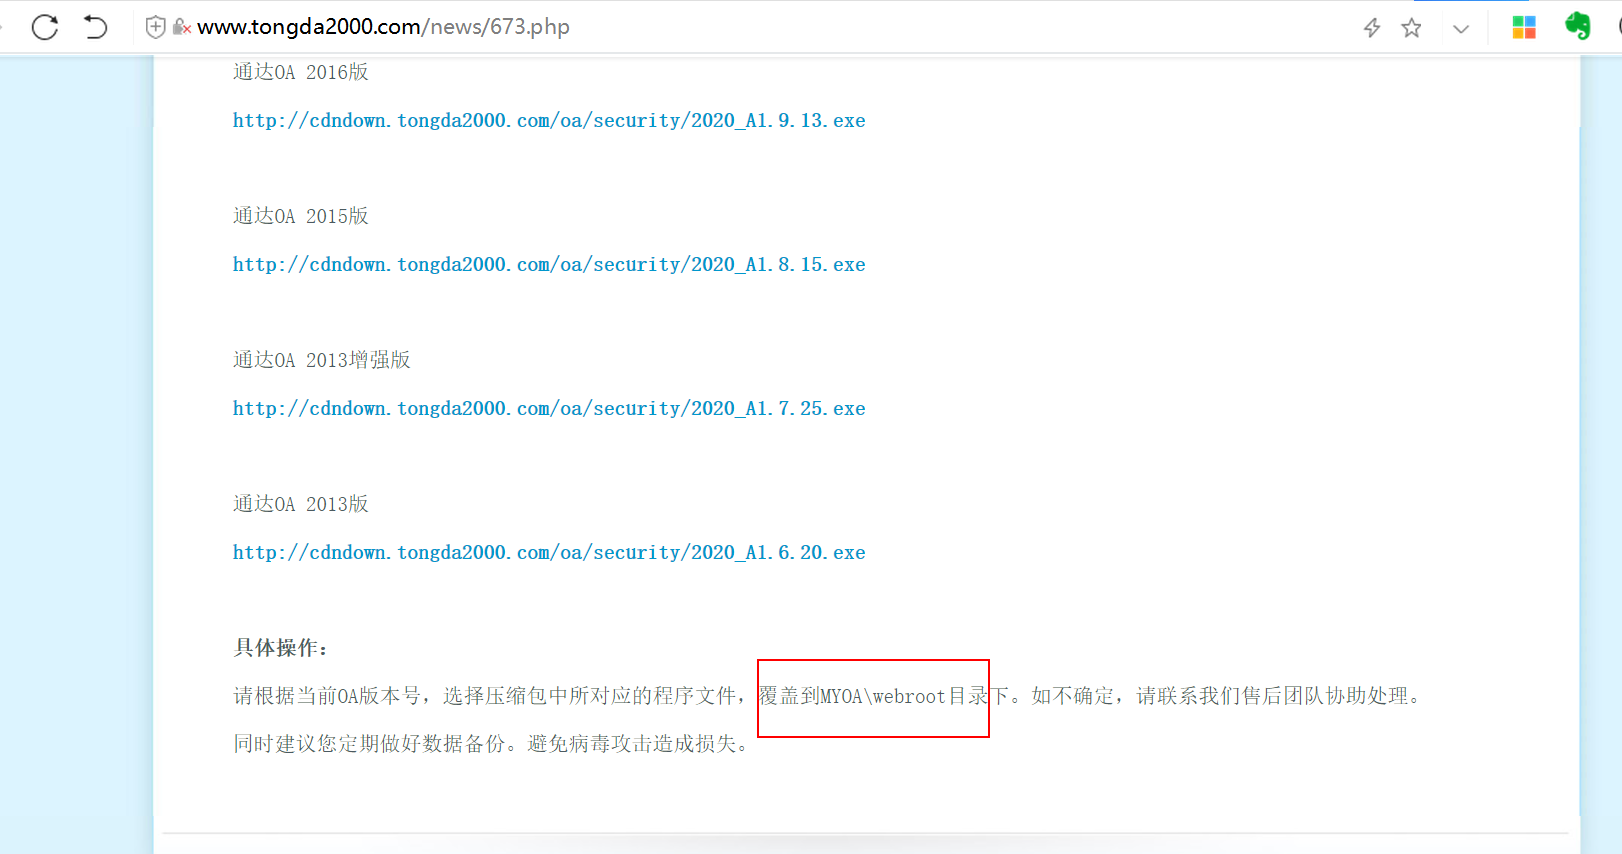 www.tongda2000.com/news/673.php
通达OA 2016版
http://cdndown.tongda2000.com/oa/security/2020_A1.9.13.exe
通达OA 2015版
http://cdndown.tongda2000.com/oa/security/2020_A1.8.15.exe
通达OA 2013增强版
http://cdndown.tongda2000.com/oa/security/2020_A1.7.25.exe
通达OA 2013版
http://cdndown.tongda2000.com/oa/security/2020_A1.6.20.exe
具体操作：
请根据当前OA版本号，选择压缩包中所对应的程序文件，覆盖到MYOA\webroot目录下。如不确定，请联系我们售后团队协助处理。
同时建议您定期做好数据备份。避免病毒攻击造成损失。